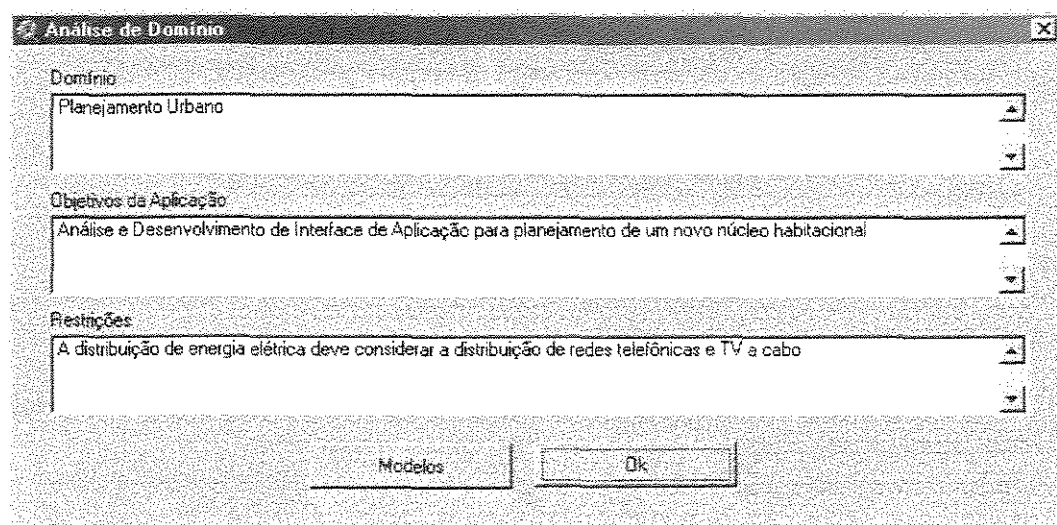 Análise de Domínio
Domínio
Planejamento Urbano
Objetivos da Aplicação
Análise e Desenvolvimento de Interface de Aplicação para planejamento de um novo núcleo habitacional
Restrições
A distribuição de energia elétrica deve considerar a distribuição de redes telefônicas e TV a cabo
Modelos
Ok